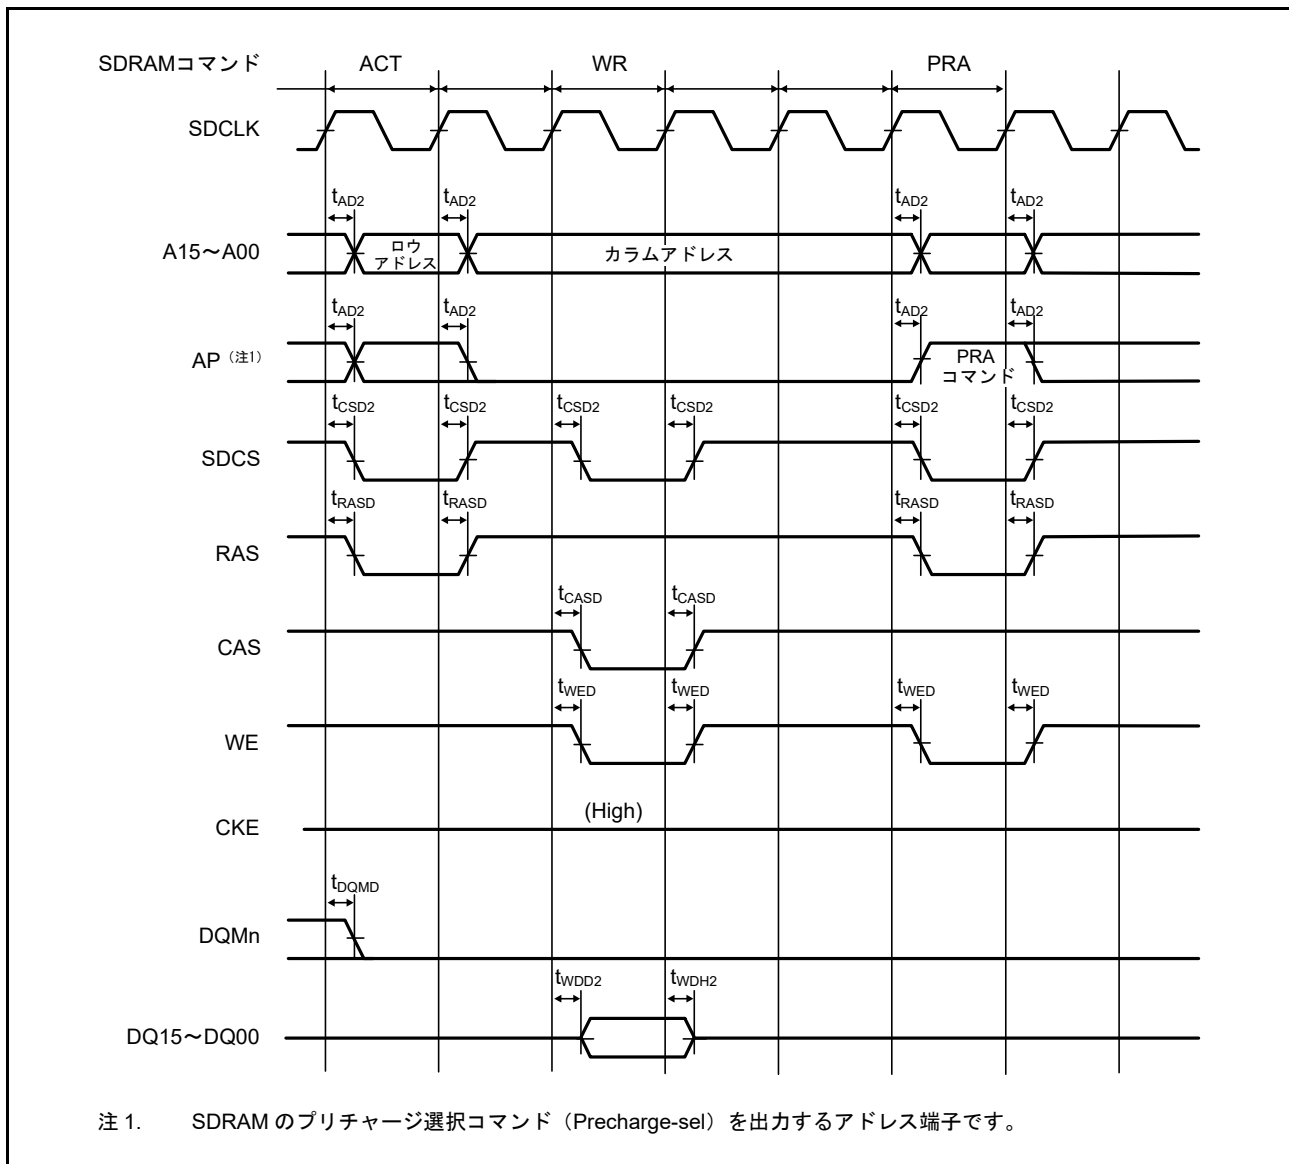 SDRAMコマンド ACT WR PRA
SDCLK
tAD2 tAD2 tAD2 tAD2
A15～A00 ロウ アドレス カラムアドレス
tAD2 tAD2 tAD2 tAD2
AP（注1） PRA コマンド
tCSD2 tCSD2 tCSD2 tCSD2 tCSD2 tCSD2
SDCS
tRASD tRASD tRASD tRASD
RAS
tCASD tCASD
CAS
tWED tWED tWED tWED
WE
(High)
CKE
tDQMD
DQMn
tWDD2 tWDH2
DQ15～DQ00
注 1. SDRAM のプリチャージ選択コマンド（Precharge-sel）を出力するアドレス端子です。